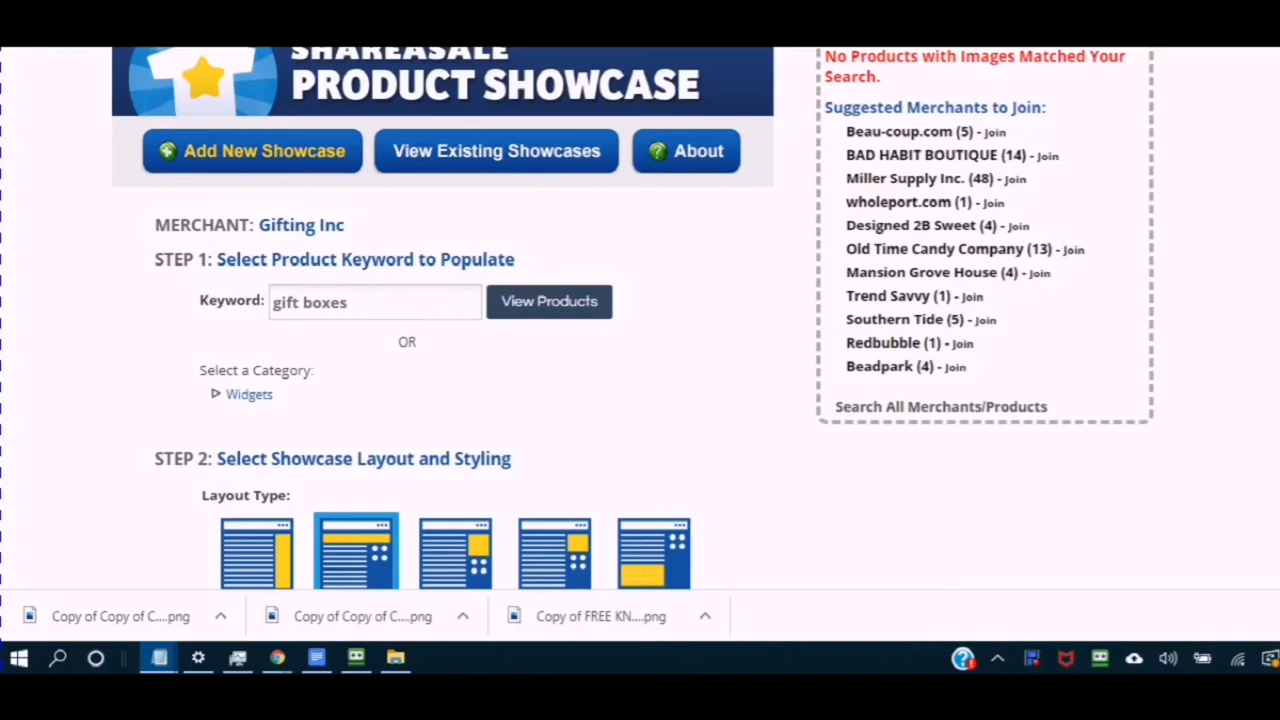 SHAREASALE
PRODUCT SHOWCASE
Add New Showcase
View Existing Showcases
? About
MERCHANT: Gifting Inc
STEP 1: Select Product Keyword to Populate
Keyword: gift boxes View Products
OR
Select a Category:
Widgets
STEP 2: Select Showcase Layout and Styling
Layout Type:
No Products with Images Matched Your
Search.
Suggested Merchants to Join:
Beau-coup.com (5) - Join
BAD HABIT BOUTIQUE (14) - Join
Miller Supply Inc. (48) - Join
wholeport.com (1) - Join
Designed 2B Sweet (4) - Join
Old Time Candy Company (13) - Join
Mansion Grove House (4) - Join
Trend Savvy (1) - Join
Southern Tide (5) - Join
Redbubble (1) - Join
Beadpark (4) - Join
Search All Merchants/Products
Copy of Copy of C....png
Copy of Copy of C....png
Copy of FREE KN....png